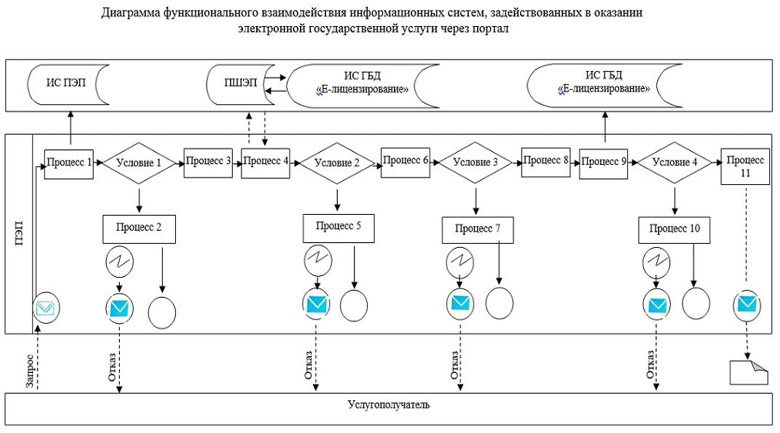 Диаграмма функционального взаимодействия информационных систем, задействованных в оказании
электронной государственной услуги через портал
ИС ПЭП
ПШЭП
ИС ГБД
«Е-лицензирование»
ИС ГБД
«Е-лицензирование»
ПЭП
Процесс 1
Условие 1
Процесс 3
Процесс 4
Условие 2
Процесс 6
Условие 3
Процесс 8
Процесс 9
Условие 4
Процесс
11
Процесс 2
Процесс 5
Процесс 7
Процесс 10
Запрос
Отказ
Отказ
Отказ
Отказ
Услугополучатель